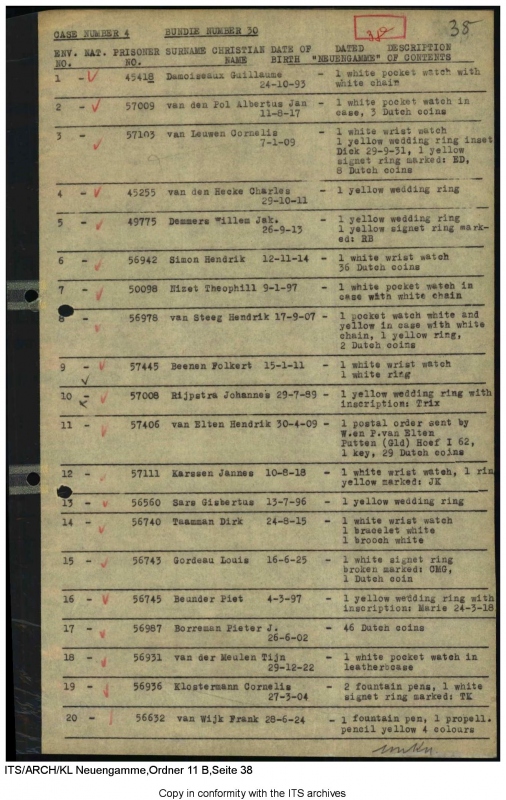 38
38
CASE NUMBER 4 BUNDIE NUMBER 30
ENV. NAT. PRISONER SURNAME CHRISTIAN DATE OF DATED DESCRIPTION
NO. NO. NAME BIRTH "NEUENGAMME" OF CONTENTS
1 - 45418 Damoiseaux Guillaume - 1 white pocket watch with
24-10-93 white chain
2 - 57009 van den Pol Albertus Jan - 1 white pocket watch in
11-8-17 case, 3 Dutch coins
3 - 57103 van Leuwen Cornelis - 1 white wrist watch
7-1-09 1 yellow wedding ring inset
Dick 29-9-31, 1 yellow
signet ring marked: ED,
8 Dutch coins
4 - 45255 van den Hecke Charles - 1 yellow wedding ring
29-10-11
5 - 49775 Demmers Willem Jak. - 1 yellow wedding ring
26-9-13 1 yellow signet ring mark-
ed: RB
6 - 56942 Simon Hendrik 12-11-14 - 1 white wrist watch
36 Dutch coins
7 - 50098 Nizet Theophill 9-1-97 - 1 white pocket watch in
case with white chain
8 - 56978 van Steeg Hendrik 17-9-07 - 1 pocket watch white and
yellow in case with white
chain, 1 yellow ring,
2 Dutch coins
9 - 57445 Beenen Folkert 15-1-11 - 1 white wrist watch
1 white ring
10 - 57008 Rijpstra Johannes 29-7-89 - 1 yellow wedding ring with
inscription: Trix
11 - 57406 van Elten Hendrik 30-4-09 - 1 postal order sent by
W.en P.van Elten
Putten (Gld) Hoef I 62,
1 key, 29 Dutch coins
12 - 57111 Karssen Jannes 10-8-18 - 1 white wrist watch, 1 rin
yellow marked: JK
13 - 56560 Sars Gisbertus 13-7-96 - 1 yellow wedding ring
14 - 56740 Taamman Dirk 24-8-15 - 1 white wrist watch
1 bracelet white
1 brooch white
15 - 56743 Gordeau Louis 16-6-25 - 1 white signet ring
broken marked: CMG,
1 Dutch coin
16 - 56745 Beunder Piet 4-3-97 - 1 yellow wedding ring with
inscription: Marie 24-3-18
17 - 56987 Borreman Pieter J. - 46 Dutch coins
26-6-02
18 - 56931 van der Meulen Tijn - 1 white pocket watch in
29-12-22 leathercase
19 - 56936 Klostermann Cornelis - 2 fountain pens, 1 white
27-3-04 signet ring marked: TK
20 - 56632 van Wijk Frank 28-6-24 - 1 fountain pen, 1 propell.
pencil yellow 4 colours
ITS/ARCH/KL Neuengamme,Ordner 11 B,Seite 38
Copy in conformity with the ITS archives